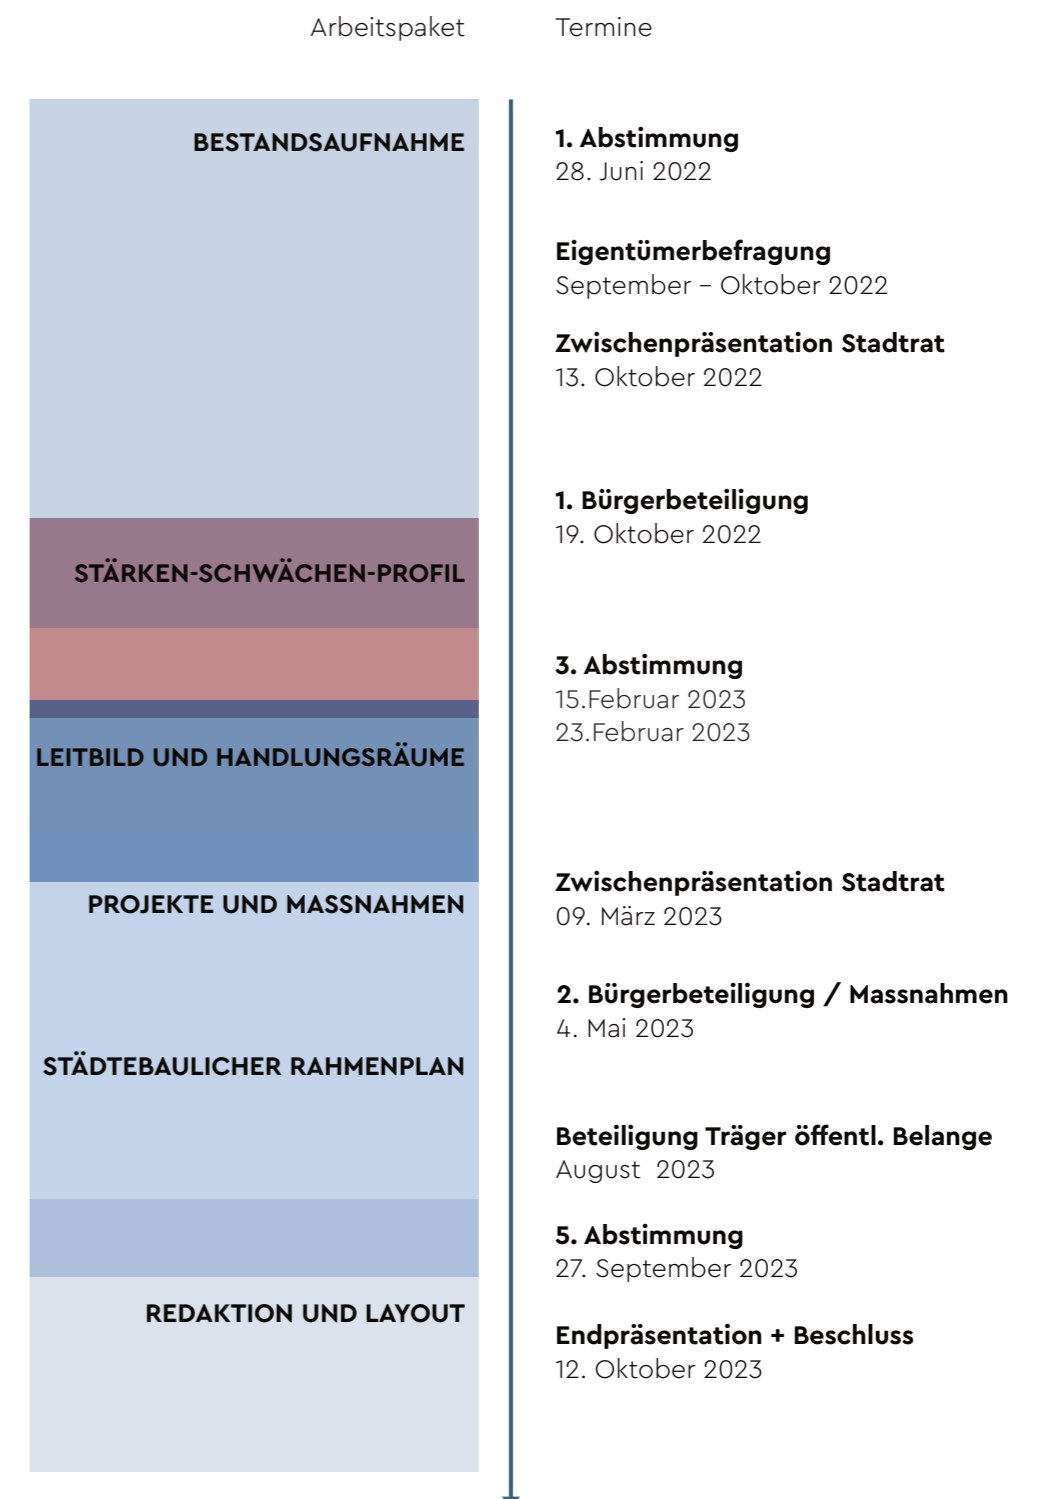 Arbeitspaket
Termine
BESTANDSAUFNAHME
1. Abstimmung
28. Juni 2022
Eigentümerbefragung
September – Oktober 2022
Zwischenpräsentation Stadtrat
13. Oktober 2022
1. Bürgerbeteiligung
19. Oktober 2022
STÄRKEN-SCHWÄCHEN-PROFIL
3. Abstimmung
15.Februar 2023
23.Februar 2023
LEITBILD UND HANDLUNGSRÄUME
Zwischenpräsentation Stadtrat
09. März 2023
PROJEKTE UND MASSNAHMEN
2. Bürgerbeteiligung / Massnahmen
4. Mai 2023
STÄDTEBAULICHER RAHMENPLAN
Beteiligung Träger öffentl. Belange
August  2023
5. Abstimmung
27. September 2023
REDAKTION UND LAYOUT
Endpräsentation + Beschluss
12. Oktober 2023